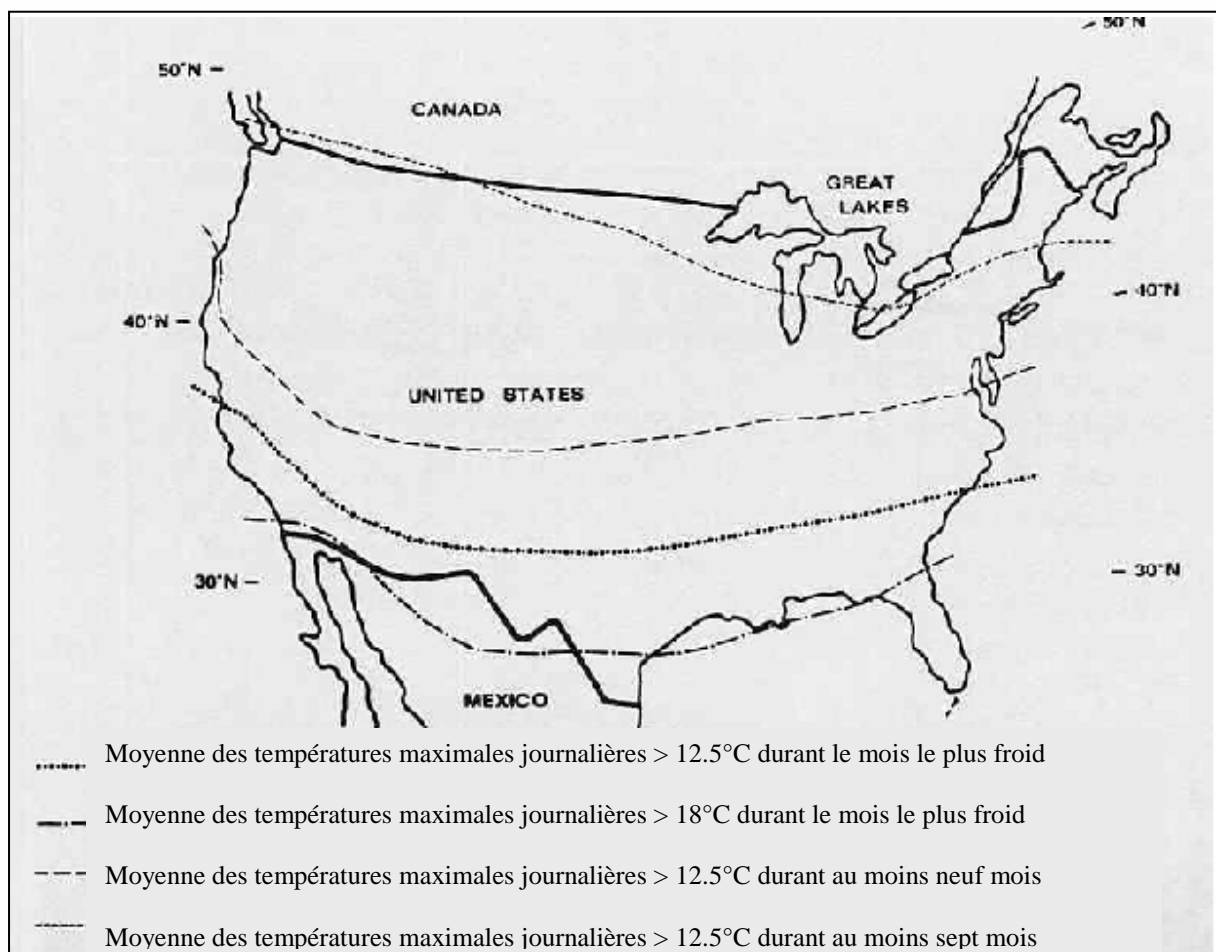 50°N
50°N
CANADA
GREAT
LAKES
40°N
40°N
UNITED STATES
30°N
30°N
MEXICO
Moyenne des températures maximales journalières > 12.5°C durant le mois le plus froid
Moyenne des températures maximales journalières > 18°C durant le mois le plus froid
Moyenne des températures maximales journalières > 12.5°C durant au moins neuf mois
Moyenne des températures maximales journalières > 12.5°C durant au moins sept mois